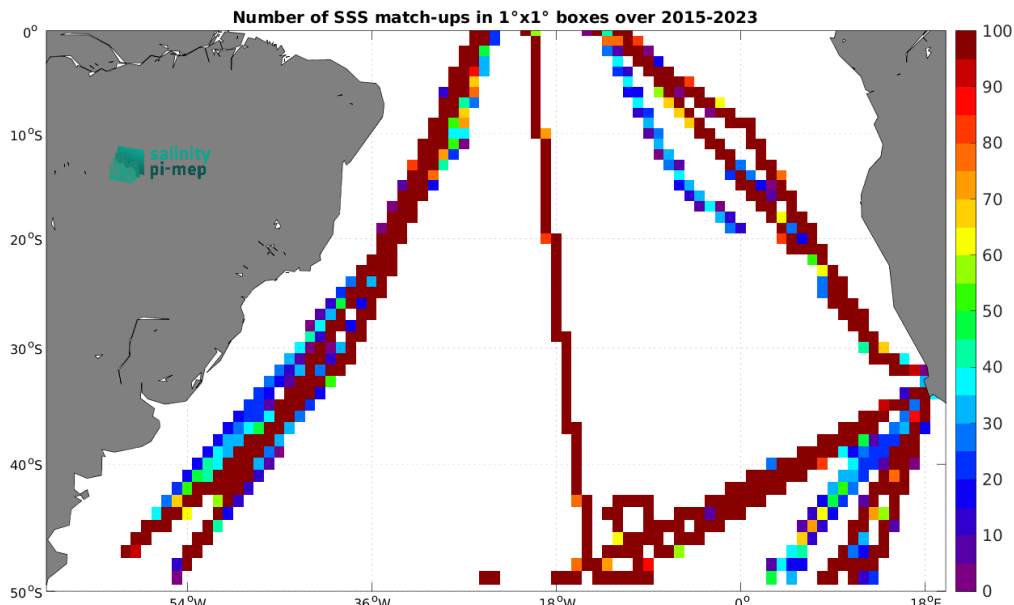 Number of SSS match-ups in 1°x1° boxes over 2015-2023
0°
10°S
20°S
30°S
40°S
50°S
54°W
36°W
18°W
0°
18°E
salinity
pi-mep
100
90
80
70
60
50
40
30
20
10
0